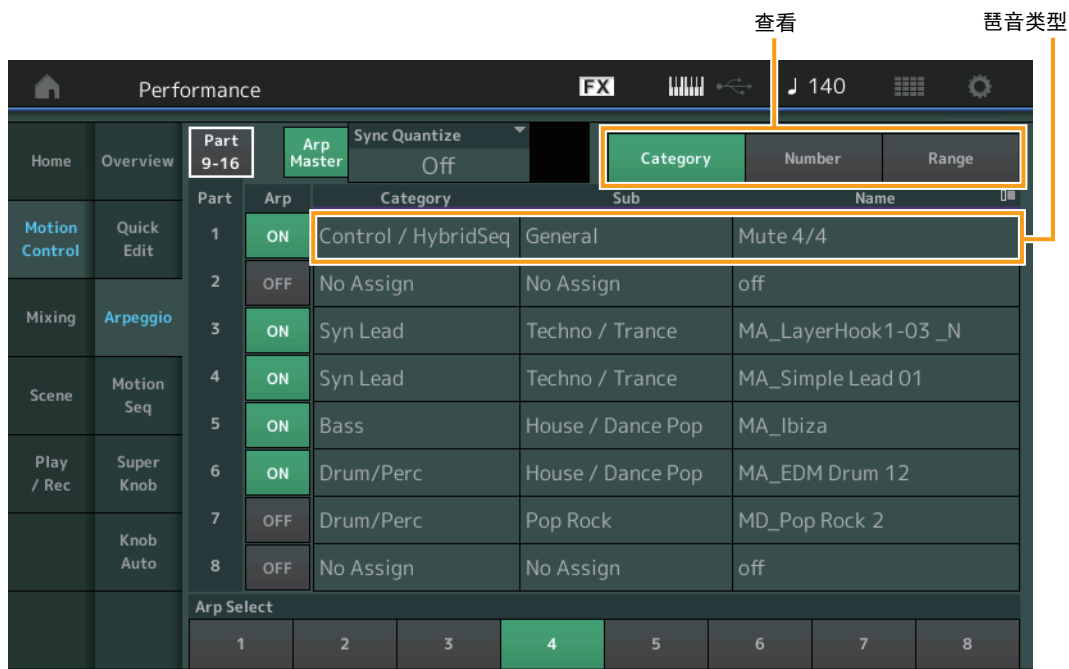 查看 琶音类型
Performance FX 140
Home Overview Part 9-16 Arp Master Sync Quantize Off Category Number Range
Part Arp Category Sub Name
Motion Control Quick Edit 1 ON Control / HybridSeq General Mute 4/4
2 OFF No Assign No Assign off
Mixing Arpeggio 3 ON Syn Lead Techno / Trance MA_LayerHook1-03 _N
Scene Motion Seq 4 ON Syn Lead Techno / Trance MA_Simple Lead 01
5 ON Bass House / Dance Pop MA_Ibiza
Play / Rec Super Knob 6 ON Drum/Perc House / Dance Pop MA_EDM Drum 12
7 OFF Drum/Perc Pop Rock MD_Pop Rock 2
Knob Auto 8 OFF No Assign No Assign off
Arp Select
1 2 3 4 5 6 7 8